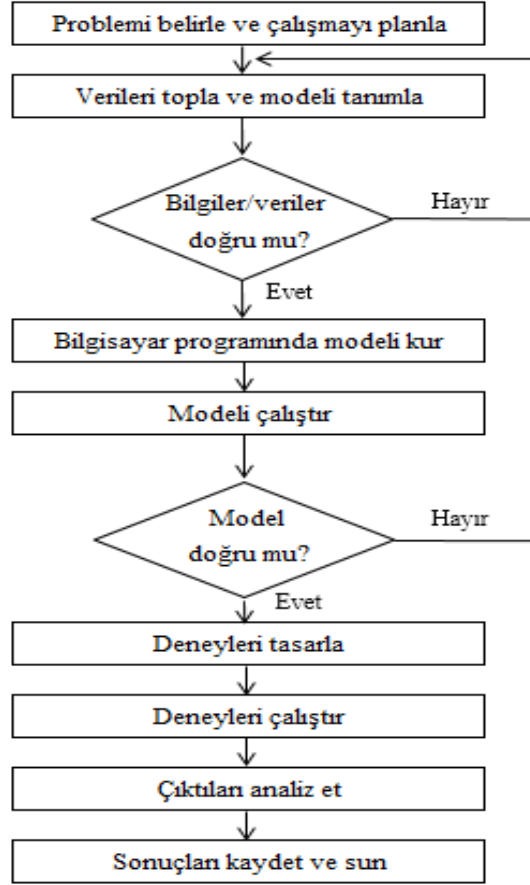 Problemi belirle ve çalışmayı planla
Verileri topla ve modeli tanımla
Bilgiler/veriler
doğru mu?
Hayır
Evet
Bilgisayar programında modeli kur
Modeli çalıştır
Model
doğru mu?
Hayır
Evet
Deneyleri tasarla
Deneyleri çalıştır
Çıktıları analiz et
Sonuçları kaydet ve sun